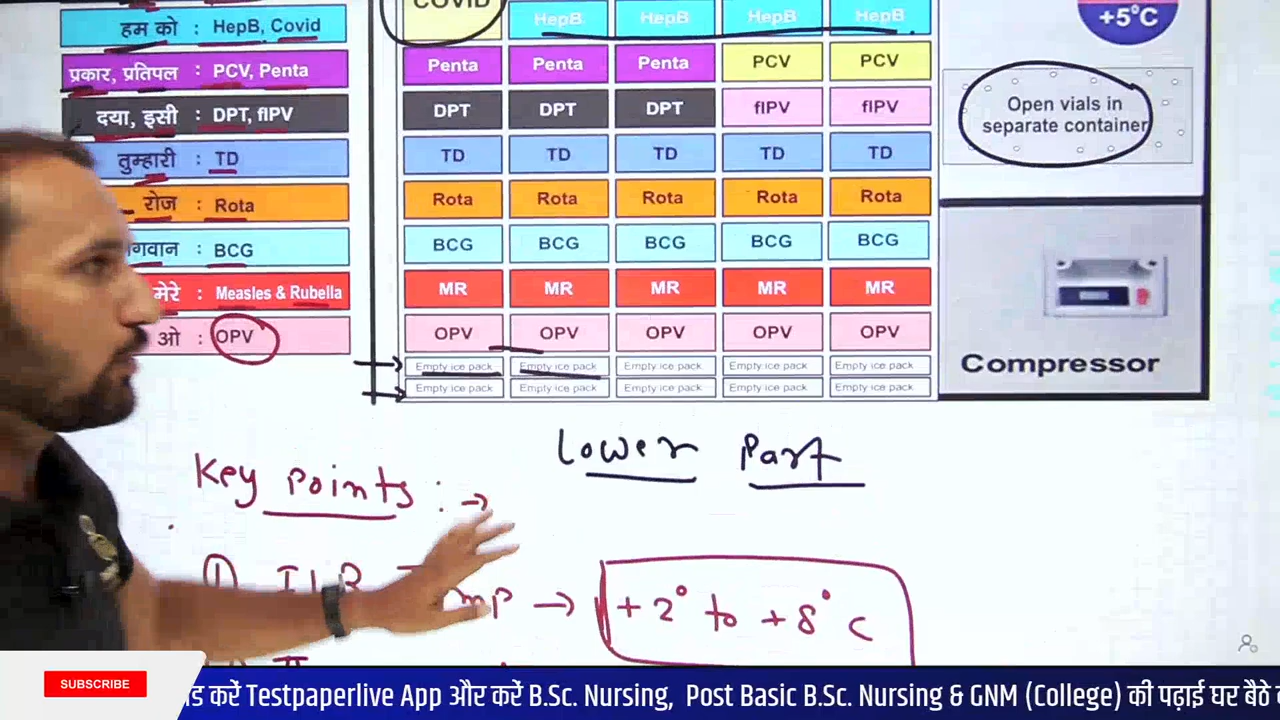 हम को : HepB, Covid
प्रकार, प्रतिपल : PCV, Penta
दया, इसी : DPT, fIPV
तुम्हारी : TD
रोज : Rota
गवान : BCG
मेरे : Measles & Rubella
ओ : OPV
COVID HepB HepB HepB HepB
Penta Penta Penta PCV PCV
DPT DPT DPT fIPV fIPV
TD TD TD TD TD
Rota Rota Rota Rota Rota
BCG BCG BCG BCG BCG
MR MR MR MR MR
OPV OPV OPV OPV OPV
Empty ice pack Empty ice pack Empty ice pack Empty ice pack Empty ice pack
Empty ice pack Empty ice pack Empty ice pack Empty ice pack Empty ice pack
+5°C
Open vials in
separate container
Compressor
Lower Part
Key Points : →
① ILR Temp → +2° to +8° C
SUBSCRIBE
करें Testpaperlive App और करें B.Sc. Nursing, Post Basic B.Sc. Nursing & GNM (College) की पढ़ाई घर बैठे